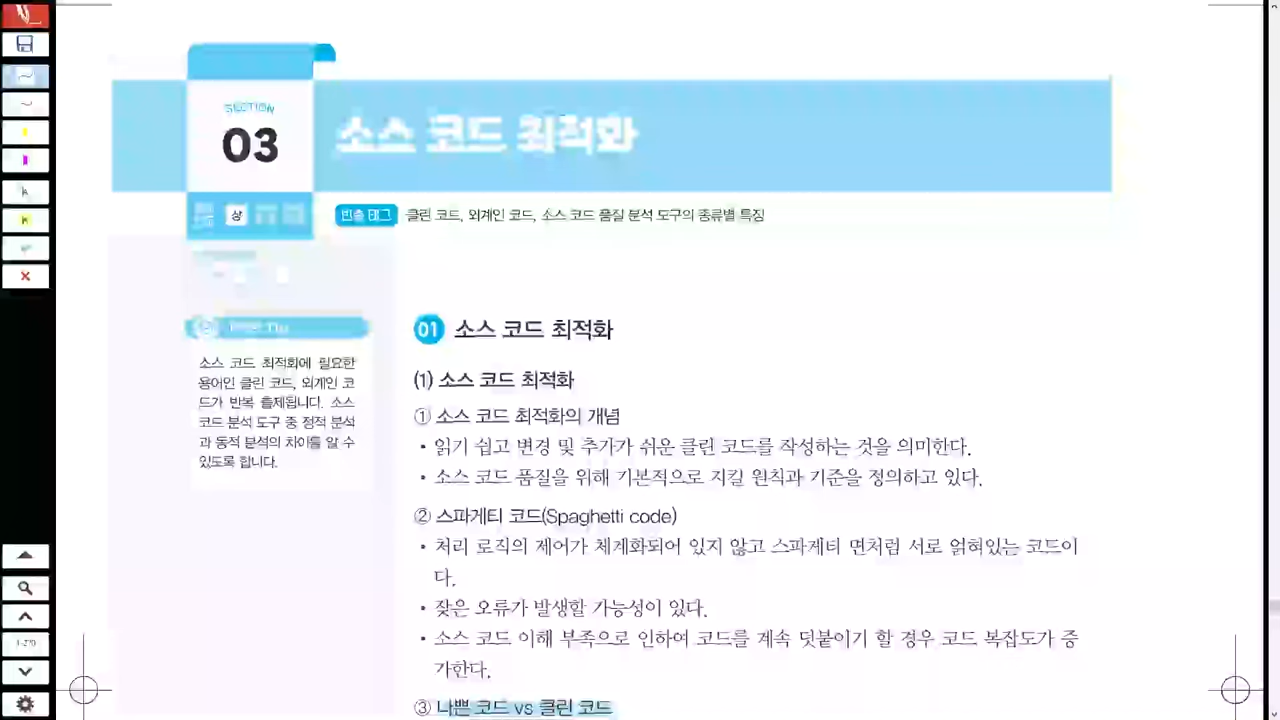 SECTION
03
소스 코드 최적화
상
빈출 태그 클린 코드, 외계인 코드, 소스 코드 품질 분석 도구의 종류별 특징
소스 코드 최적화에 필요한
용어인 클린 코드, 외계인 코
드가 반복 출제됩니다. 소스
코드 분석 도구 중 정적 분석
과 동적 분석의 차이를 알 수
있도록 합니다.
01 소스 코드 최적화
(1) 소스 코드 최적화
① 소스 코드 최적화의 개념
• 읽기 쉽고 변경 및 추가가 쉬운 클린 코드를 작성하는 것을 의미한다.
• 소스 코드 품질을 위해 기본적으로 지킬 원칙과 기준을 정의하고 있다.
② 스파게티 코드(Spaghetti code)
• 처리 로직의 제어가 체계화되어 있지 않고 스파게티 면처럼 서로 얽혀있는 코드이
다.
• 잦은 오류가 발생할 가능성이 있다.
• 소스 코드 이해 부족으로 인하여 코드를 계속 덧붙이기 할 경우 코드 복잡도가 증
가한다.
③ 나쁜 코드 vs 클린 코드